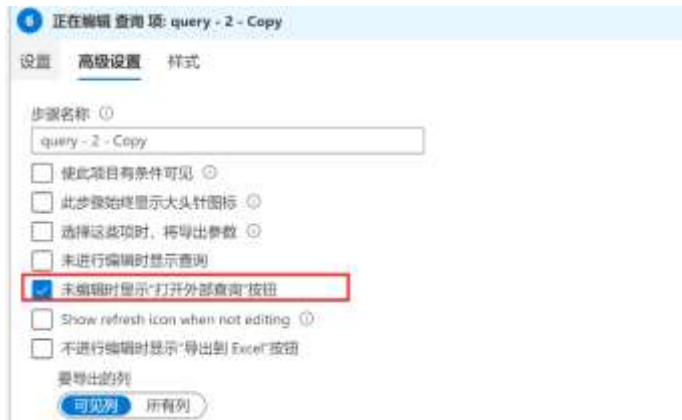 6 正在编辑 查询 项: query - 2 - Copy
设置 高级设置 样式
步骤名称
query - 2 - Copy
使此项目有条件可见
此步骤始终显示大头针图标
选择这些项时，将导出参数
未进行编辑时显示查询
未编辑时显示“打开外部查询”按钮
Show refresh icon when not editing
不进行编辑时显示“导出到 Excel”按钮
要导出的列
可见列 所有列